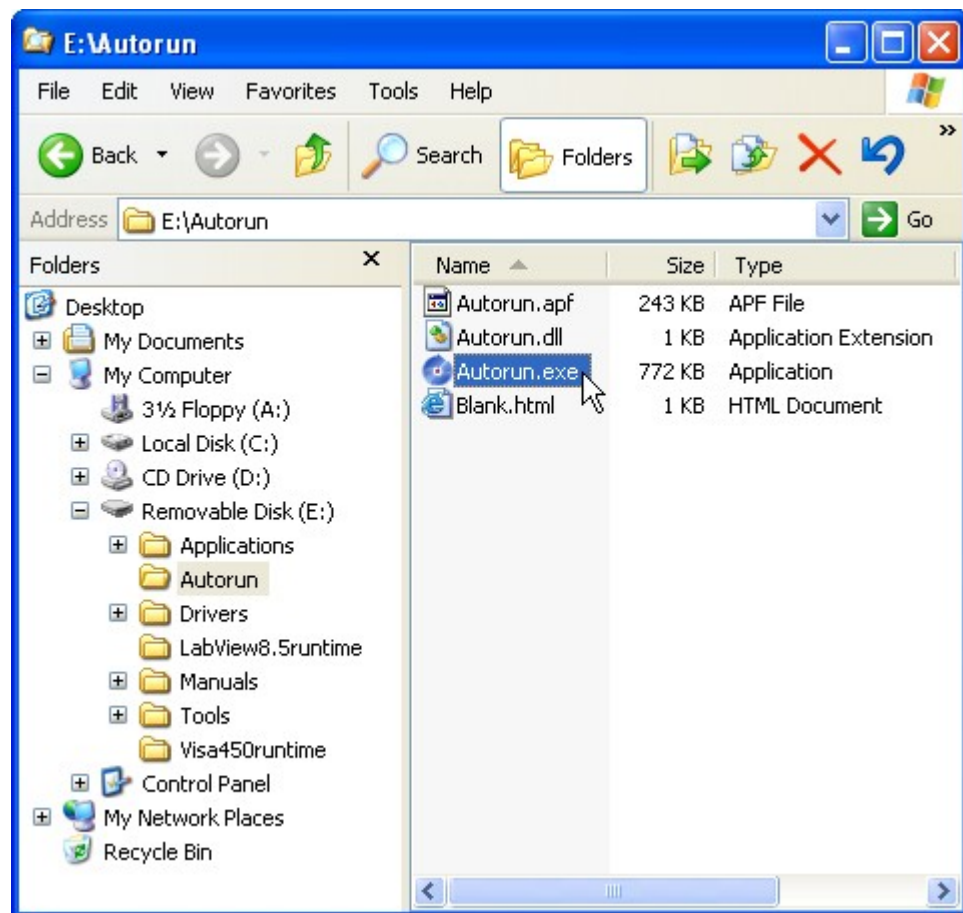 E:\Autorun
File Edit View Favorites Tools Help
Back Search Folders »
Address E:\Autorun Go
Folders X
Desktop
My Documents
My Computer
3½ Floppy (A:)
Local Disk (C:)
CD Drive (D:)
Removable Disk (E:)
Applications
Autorun
Drivers
LabView8.5runtime
Manuals
Tools
Visa450runtime
Control Panel
My Network Places
Recycle Bin
Name Size Type
Autorun.apf 243 KB APF File
Autorun.dll 1 KB Application Extension
Autorun.exe 772 KB Application
Blank.html 1 KB HTML Document